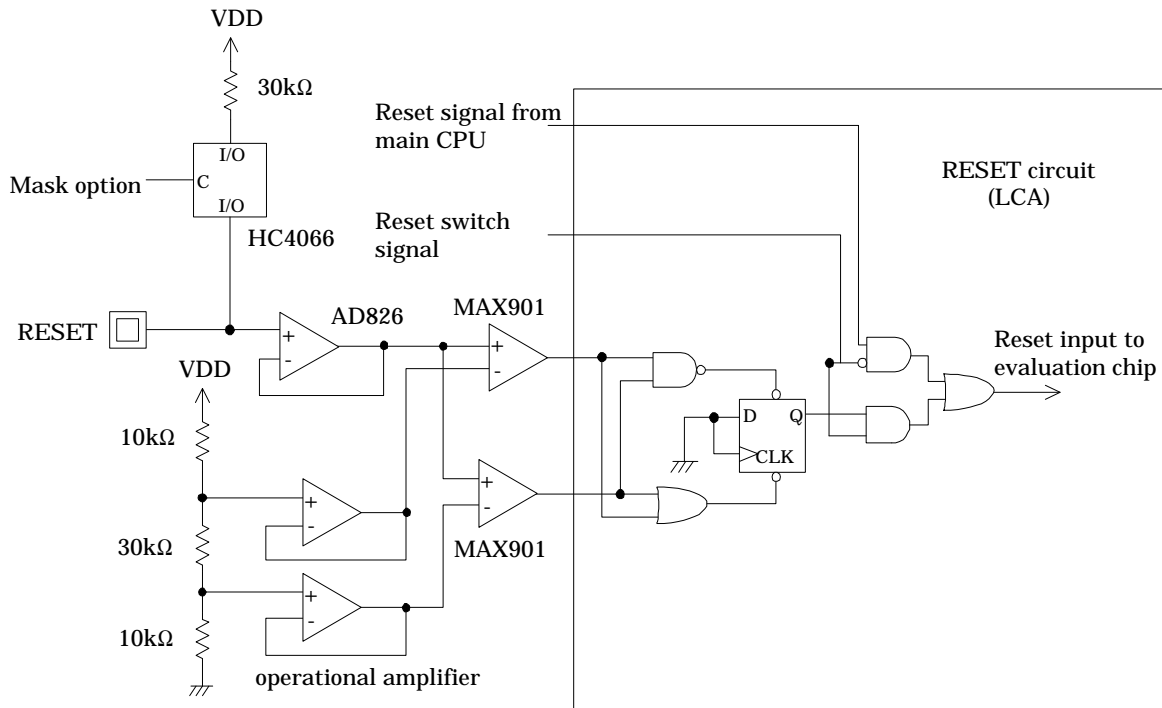 VDD
30kΩ
I/O
C
I/O
Mask option
HC4066
Reset signal from
main CPU
RESET circuit
(LCA)
Reset switch
signal
RESET
+
-
AD826
MAX901
+
-
Reset input to
evaluation chip
VDD
10kΩ
D
Q
CLK
+
-
+
-
MAX901
30kΩ
+
-
10kΩ
operational amplifier